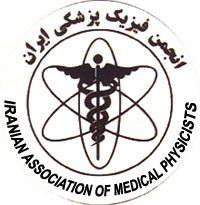 انجمن فیزیک پزشکی ایران
IRANIAN ASSOCIATION OF MEDICAL PHYSICISTS